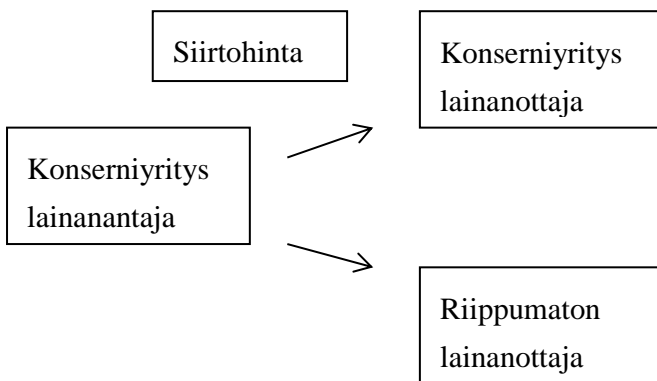 Siirtohinta
Konserniyritys
lainanottaja
Konserniyritys
lainanantaja
Riippumaton
lainanottaja